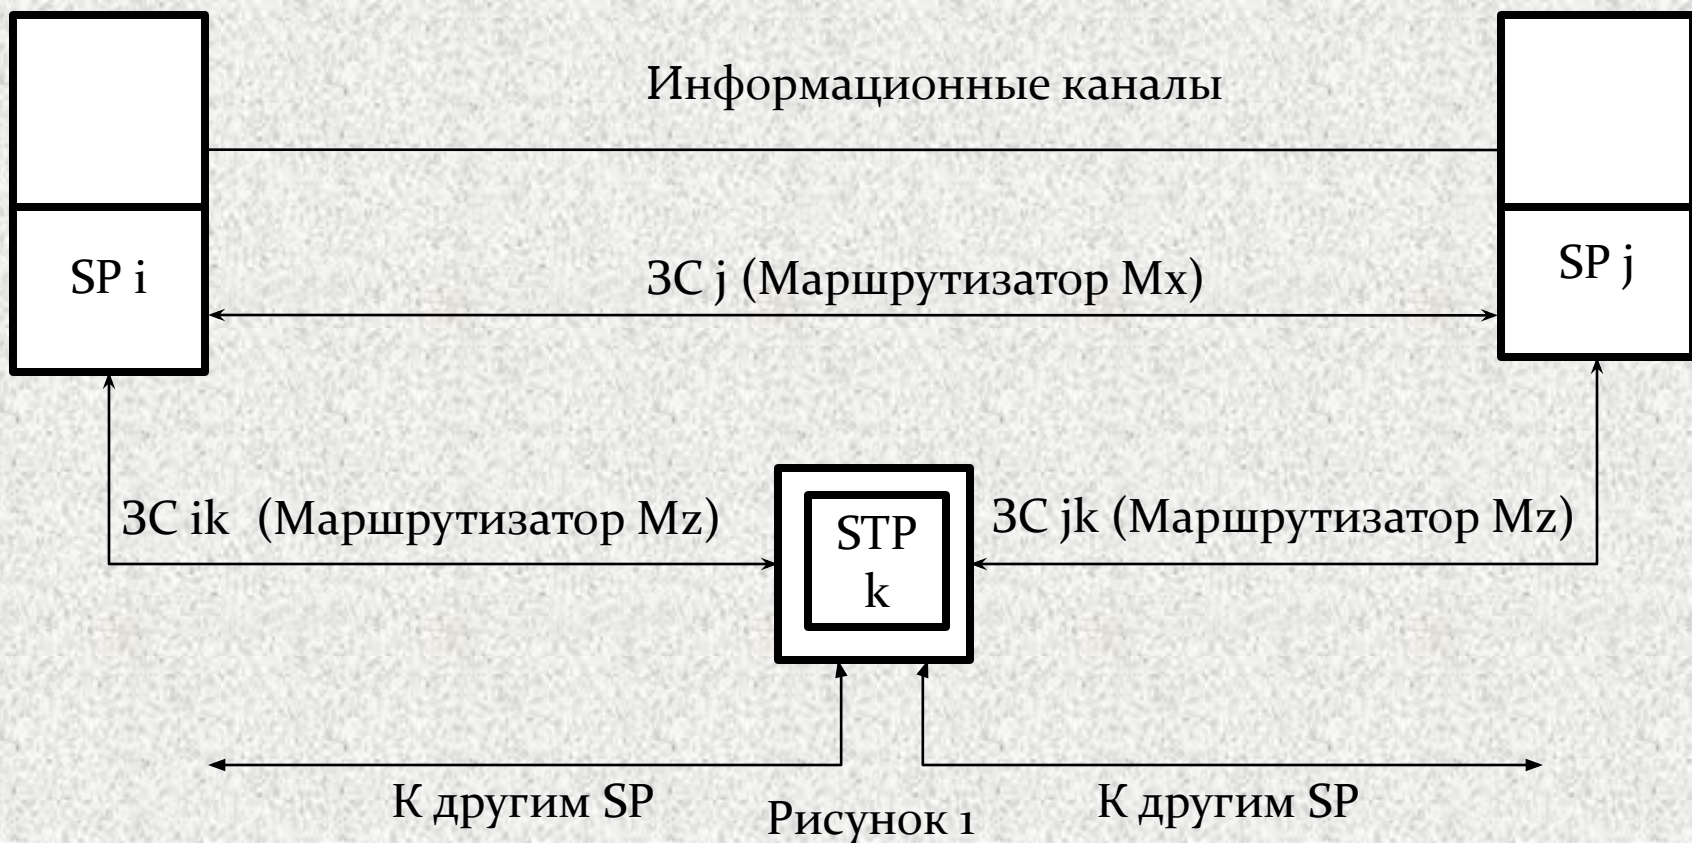 Информационные каналы
SP i
ЗС j (Маршрутизатор Mx)
SP j
ЗС ik (Маршрутизатор Mz)
STP
k
ЗС jk (Маршрутизатор Mz)
К другим SP
К другим SP
Рисунок 1